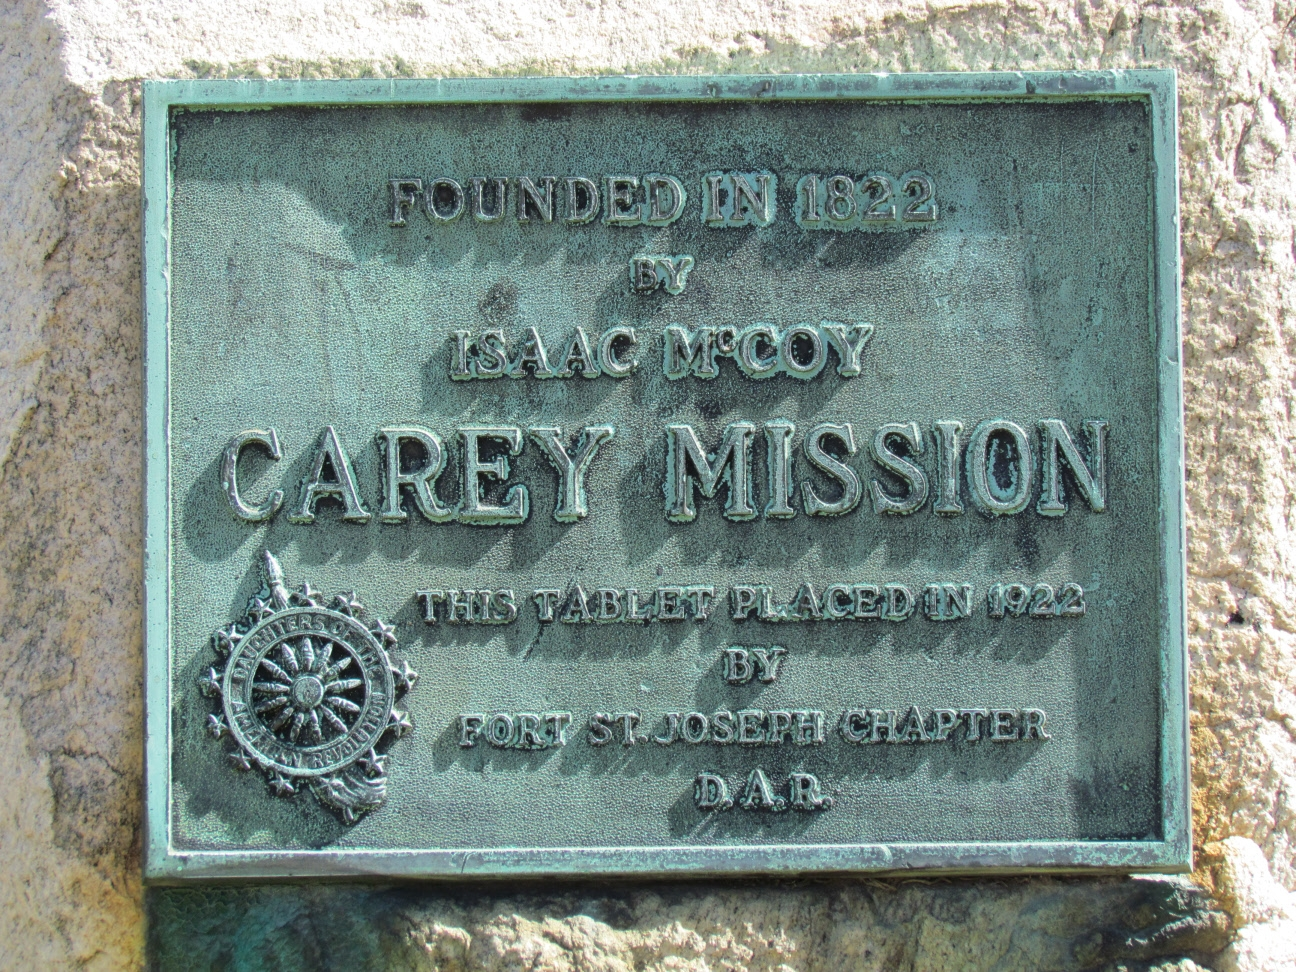 FOUNDED IN 1822
BY
ISAAC McCOY
CAREY MISSION
THIS TABLET PLACED IN 1922
BY
FORT ST. JOSEPH CHAPTER
D.A.R.
DAUGHTERS OF THE
AMERICAN REVOLUTION